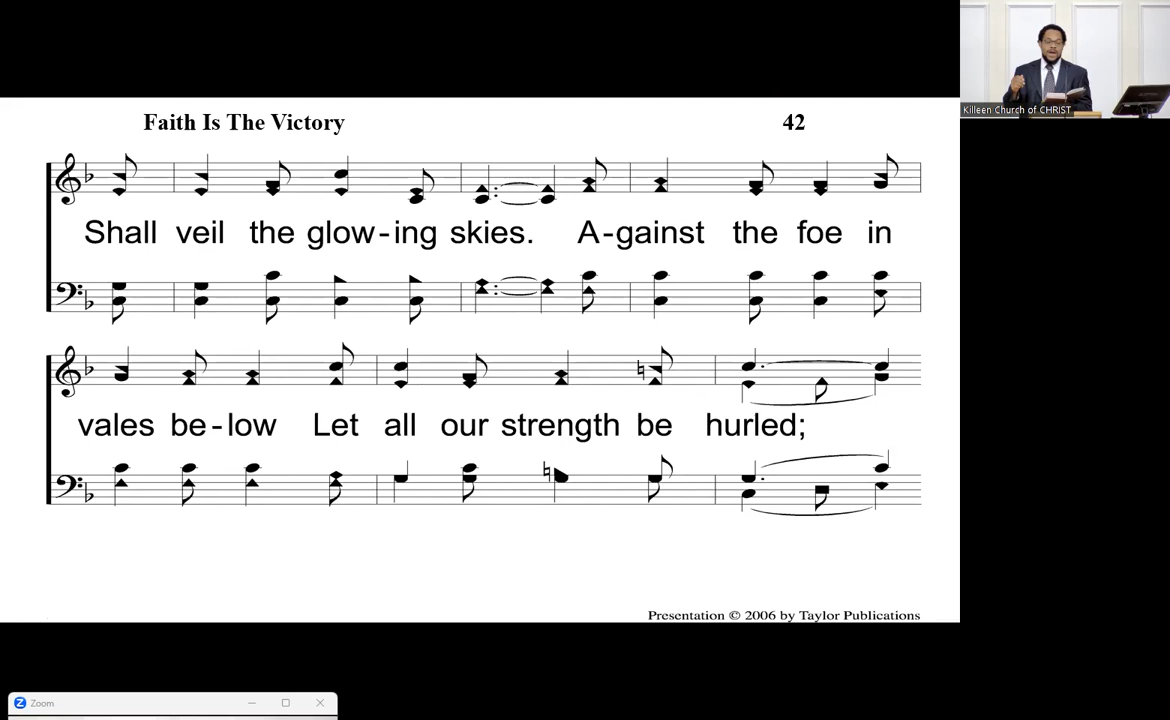 Killeen Church of CHRIST
Faith Is The Victory 42
Shall veil the glow-ing skies. A-gainst the foe in
vales be-low Let all our strength be hurled;
Presentation © 2006 by Taylor Publications
Zoom